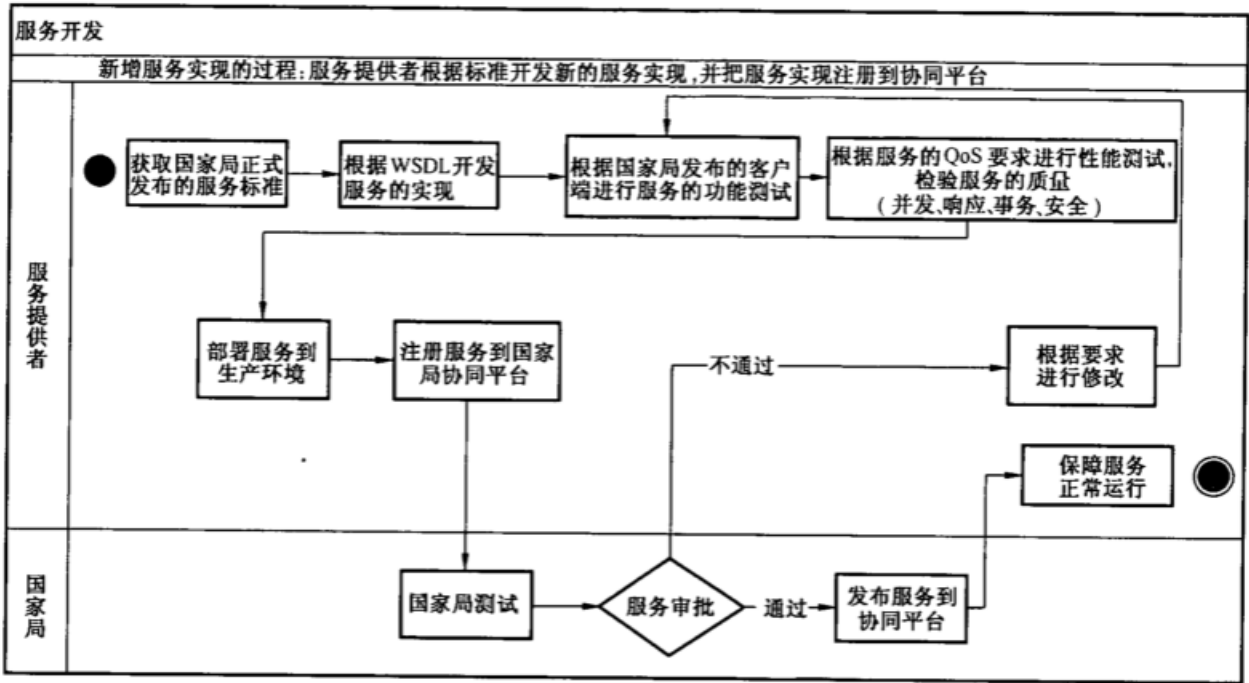 服务开发
新增服务实现的过程:服务提供者根据标准开发新的服务实现,并把服务实现注册到协同平台
服务提供者
获取国家局正式
发布的服务标准
根据WSDL开发
服务的实现
根据国家局发布的客户
端进行服务的功能测试
根据服务的QoS要求进行性能测试,
检验服务的质量
(并发、响应、事务、安全)
部署服务到
生产环境
注册服务到国家
局协同平台
不通过
根据要求
进行修改
保障服务
正常运行
国家局
国家局测试
服务审批
通过
发布服务到
协同平台